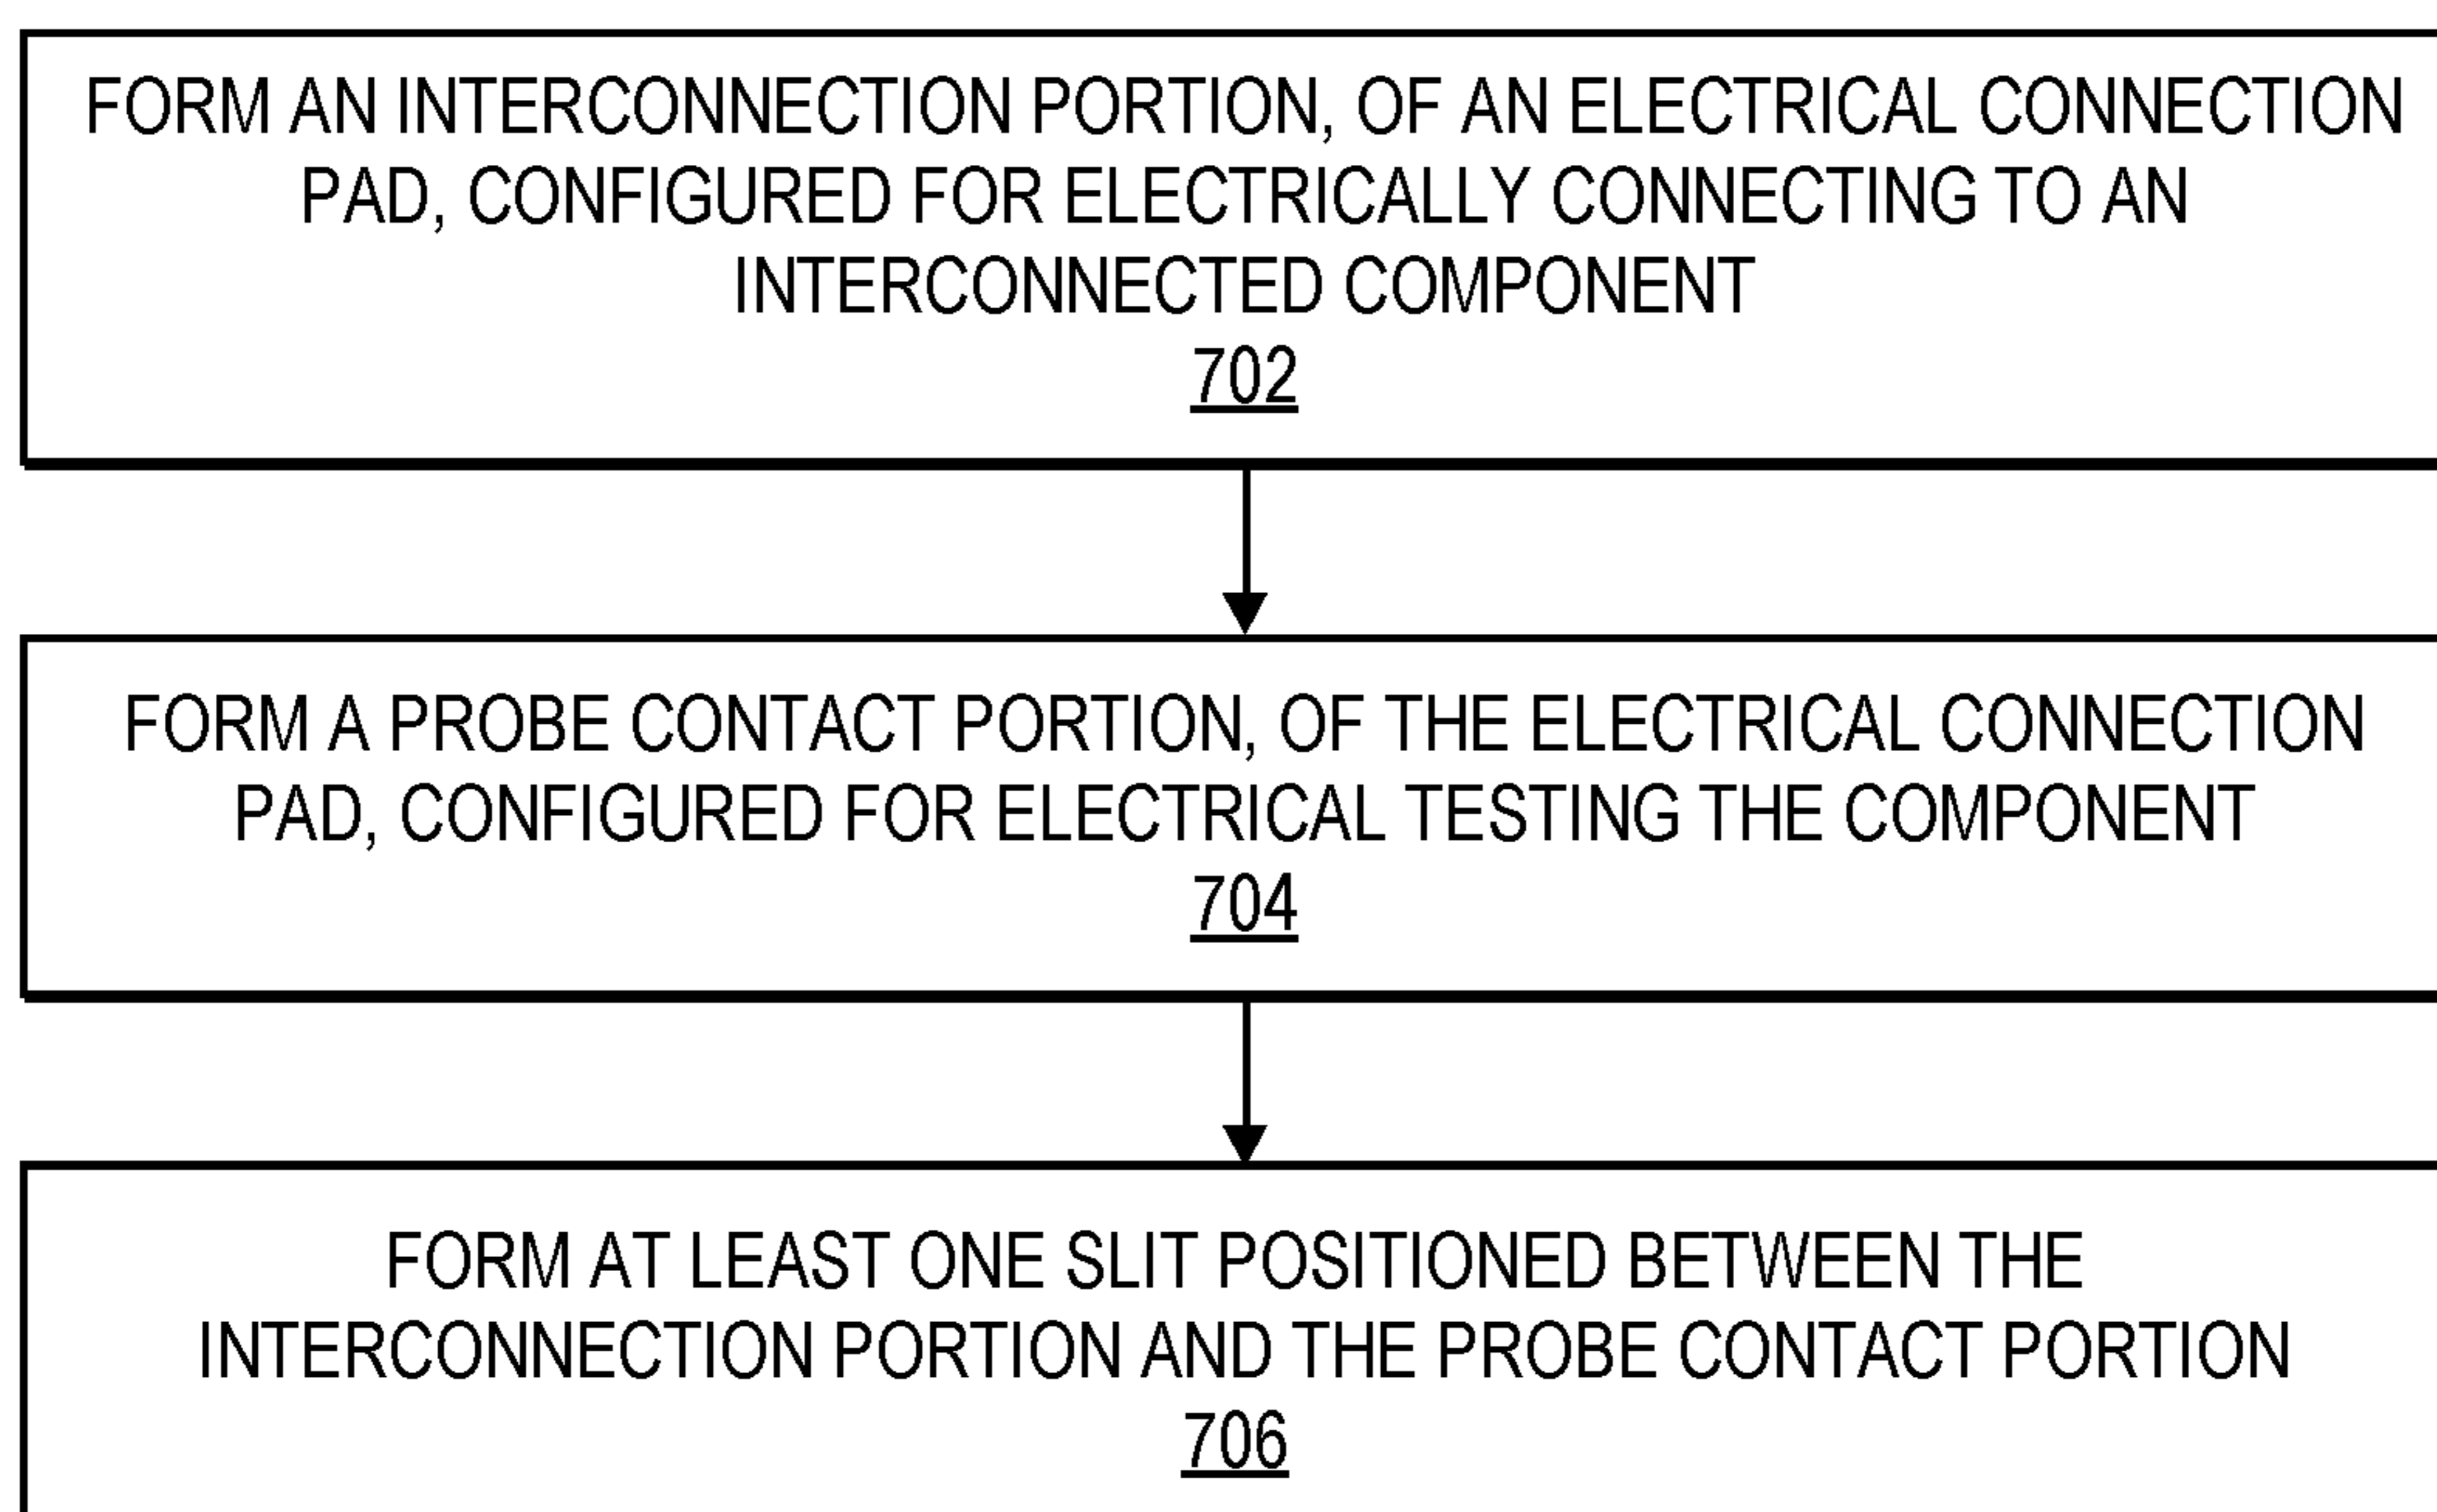 FORM AN INTERCONNECTION PORTION, OF AN ELECTRICAL CONNECTION
PAD, CONFIGURED FOR ELECTRICALLY CONNECTING TO AN
INTERCONNECTED COMPONENT
702
FORM A PROBE CONTACT PORTION, OF THE ELECTRICAL CONNECTION
PAD, CONFIGURED FOR ELECTRICAL TESTING THE COMPONENT
704
FORM AT LEAST ONE SLIT POSITIONED BETWEEN THE
INTERCONNECTION PORTION AND THE PROBE CONTACT PORTION
706